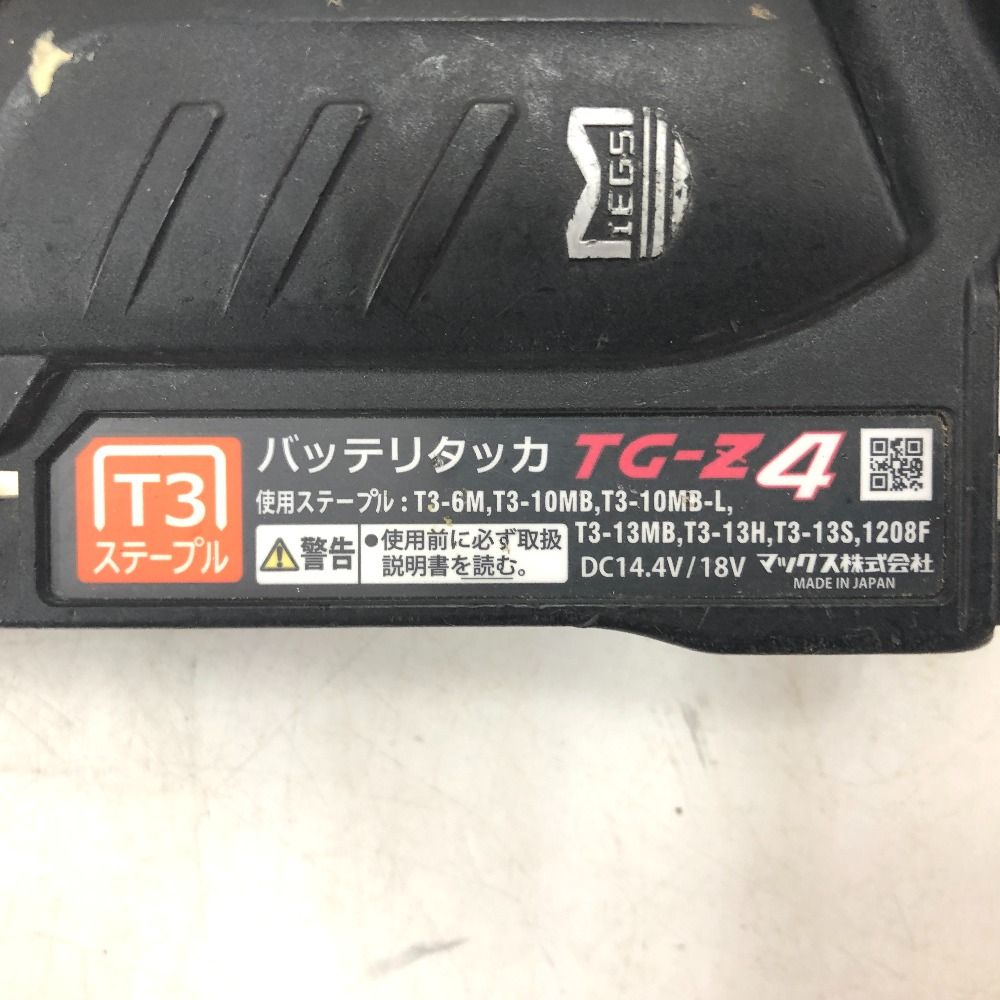 MIEGS
T3
ステープル
バッテリタッカ TG-Z4
使用ステープル:T3-6M,T3-10MB,T3-10MB-L,
T3-13MB,T3-13H,T3-13S,1208F
警告
●使用前に必ず取扱
説明書を読む。
DC14.4V/18V マックス株式会社
MADE IN JAPAN